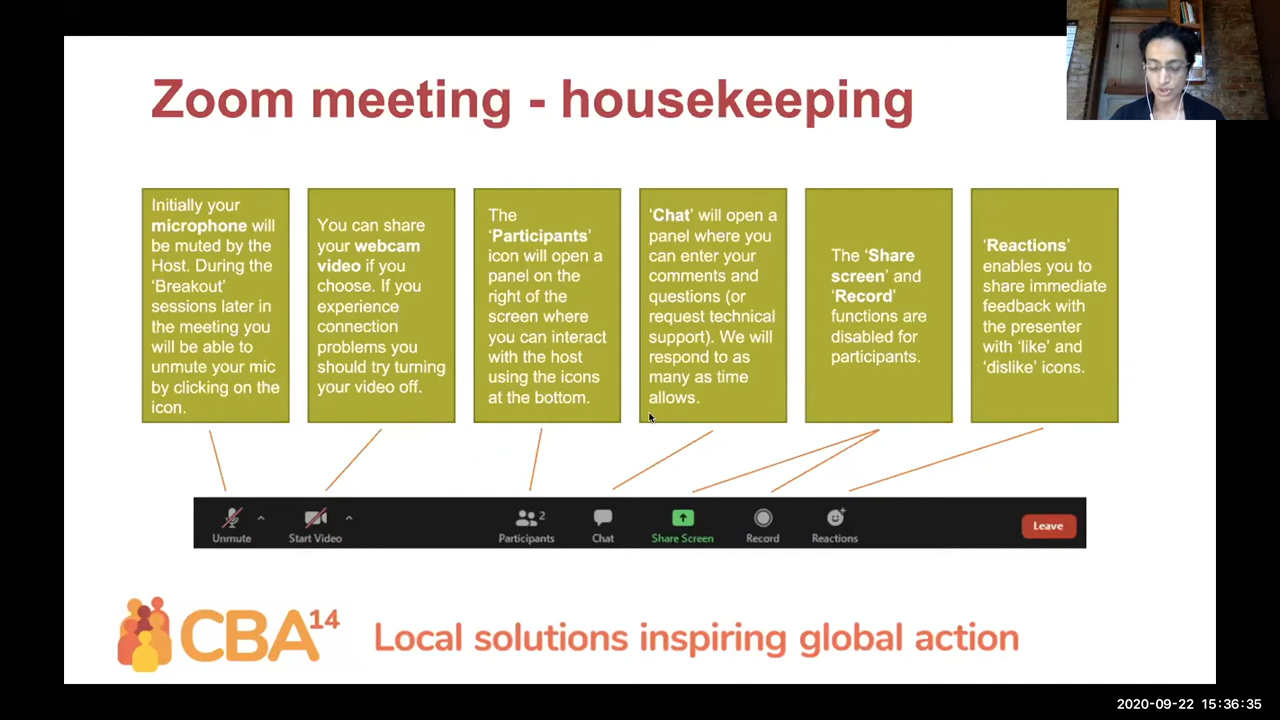 Zoom meeting - housekeeping
Initially your
microphone will
be muted by the
Host. During the
‘Breakout’
sessions later in
the meeting you
will be able to
unmute your mic
by clicking on the
icon.
You can share
your webcam
video if you
choose. If you
experience
connection
problems you
should try turning
your video off.
The
‘Participants’
icon will open a
panel on the
right of the
screen where
you can interact
with the host
using the icons
at the bottom.
‘Chat’ will open a
panel where you
can enter your
comments and
questions (or
request technical
support). We will
respond to as
many as time
allows.
The ‘Share
screen’ and
‘Record’
functions are
disabled for
participants.
‘Reactions’
enables you to
share immediate
feedback with
the presenter
with ‘like’ and
‘dislike’ icons.
Unmute
Start Video
2
Participants
Chat
Share Screen
Record
Reactions
Leave
CBA14
Local solutions inspiring global action
2020-09-22 15:36:35